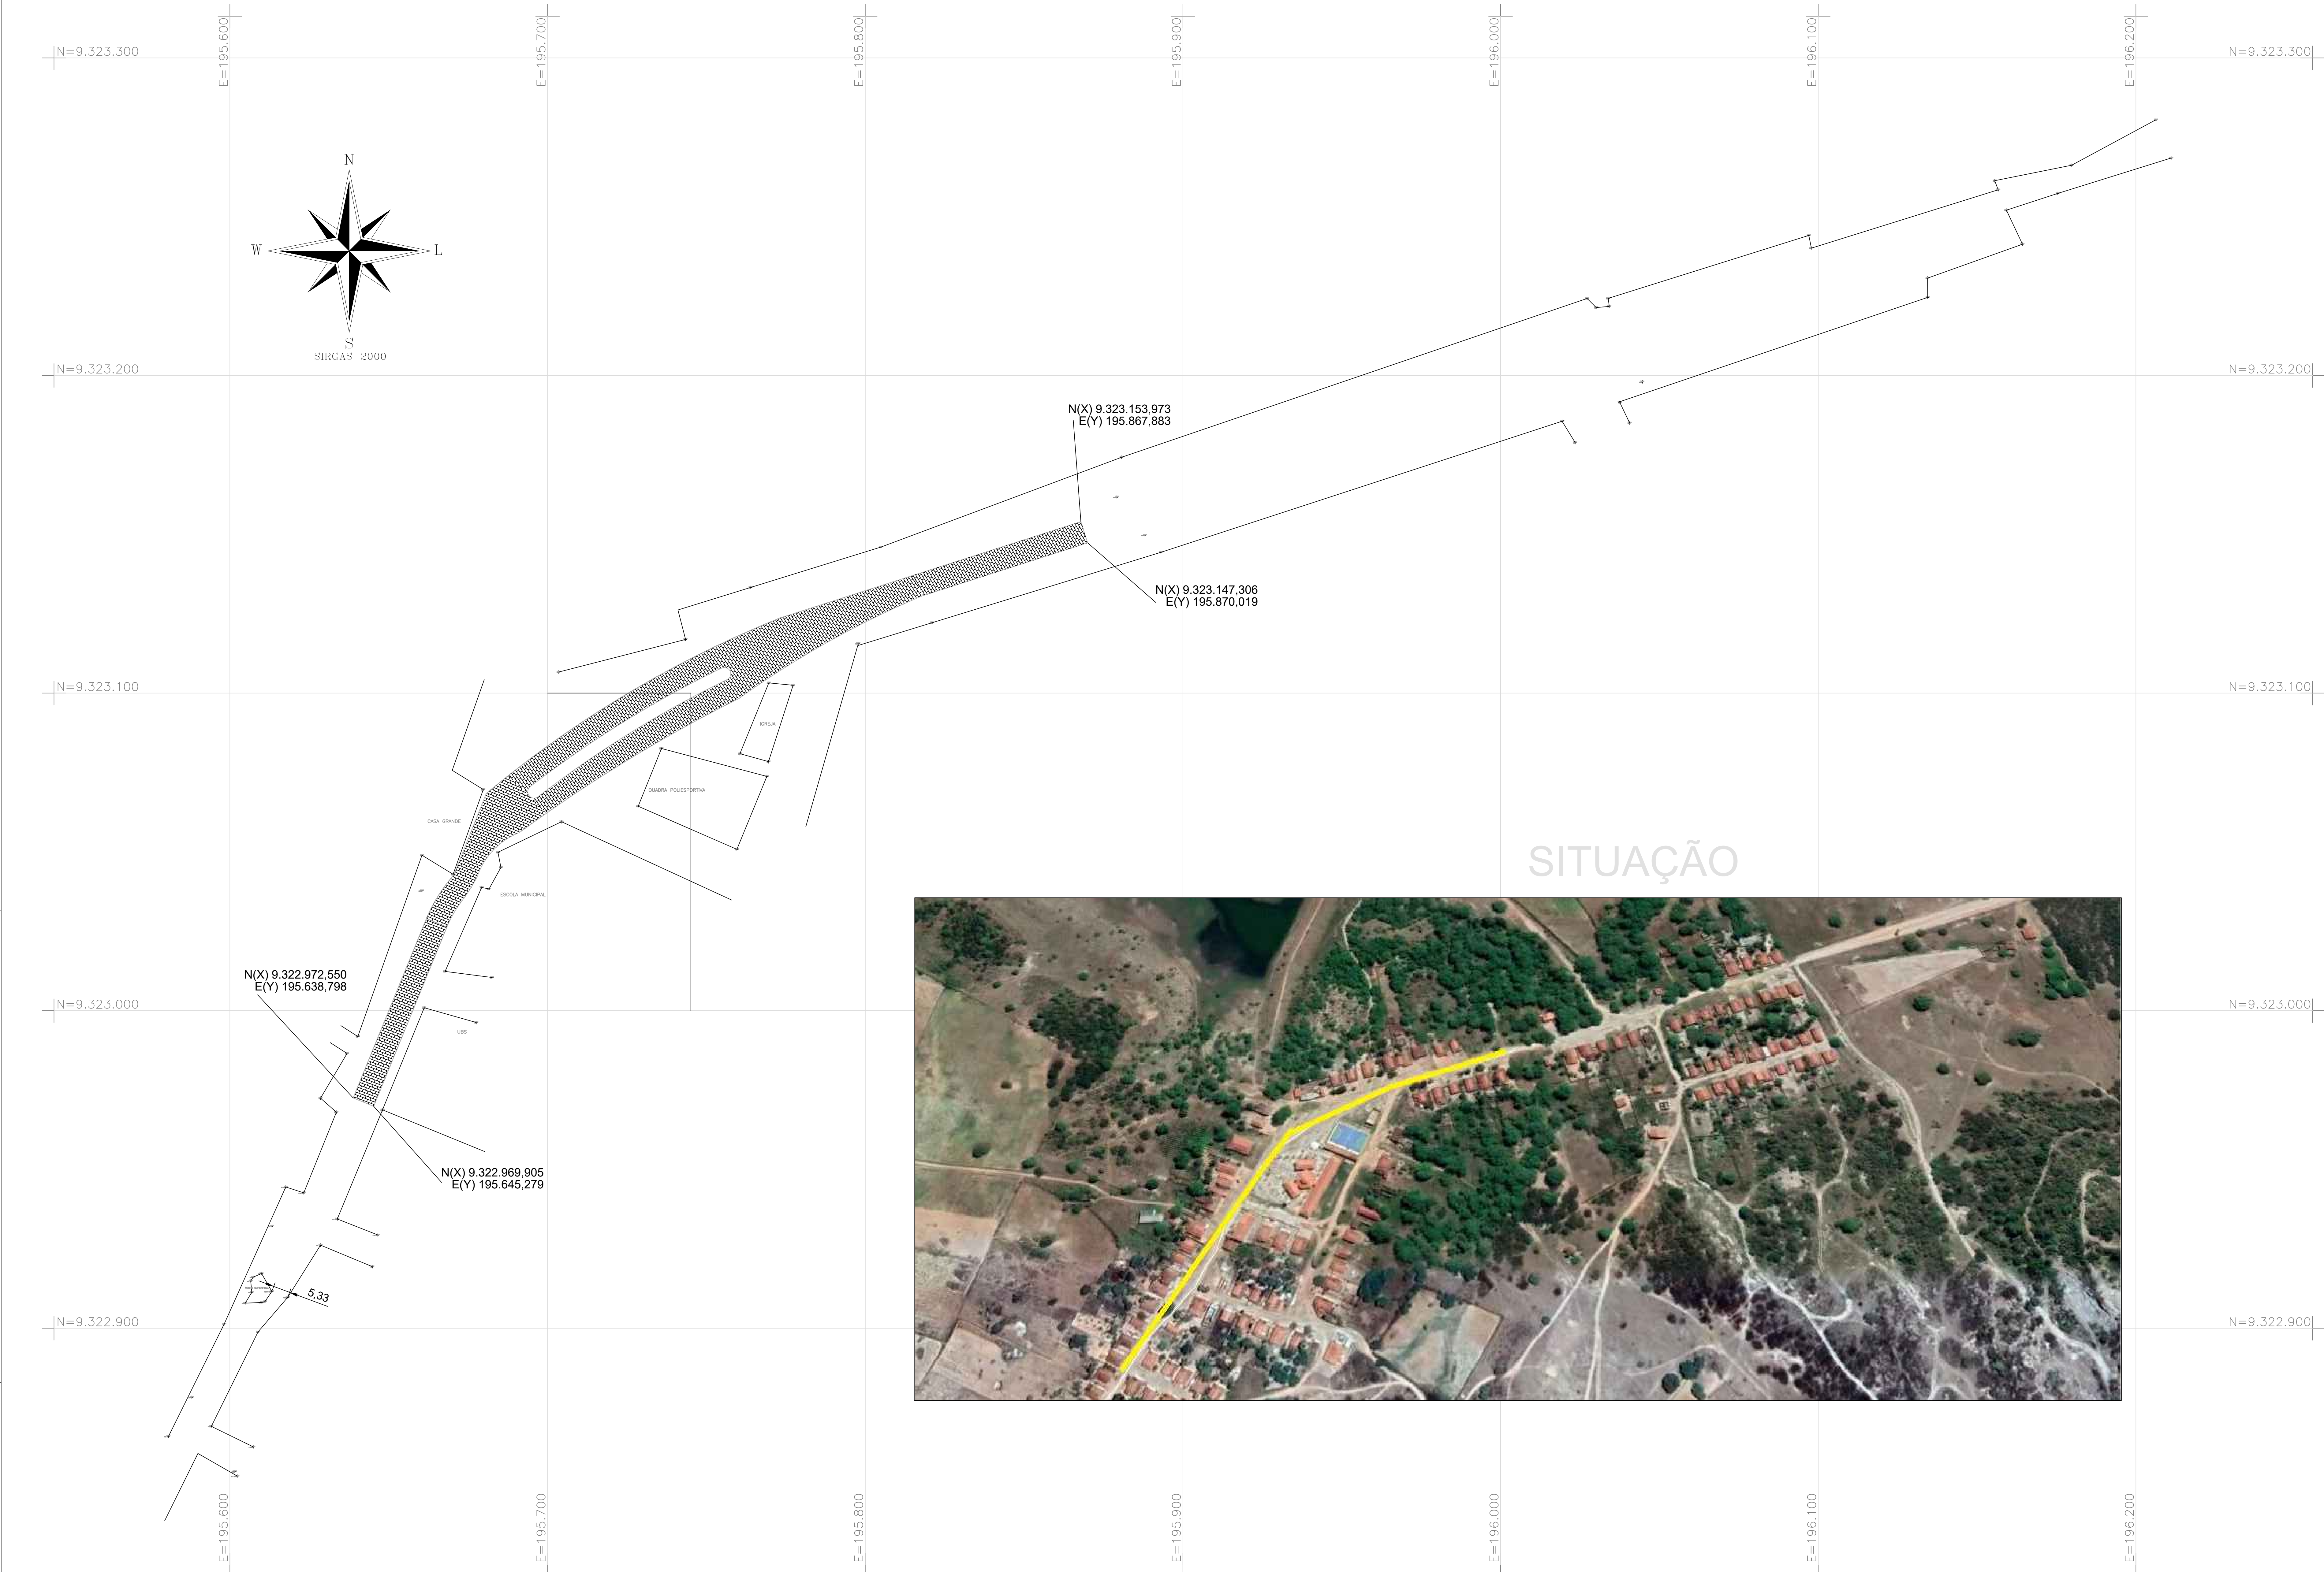 E=195.600
E=195.700
E=195.800
E=195.900
E=196.000
E=196.100
E=196.200
N=9.323.300
N=9.323.300
N
W
L
S
SIRGAS_2000
N=9.323.200
N=9.323.200
N(X) 9.323.153,973
E(Y) 195.867,883
N(X) 9.323.147,306
E(Y) 195.870,019
N=9.323.100
N=9.323.100
IGREJA
QUADRA POLIESPORTIVA
CASA GRANDE
SITUAÇÃO
ESCOLA MUNICIPAL
N(X) 9.322.972,550
E(Y) 195.638,798
N=9.323.000
N=9.323.000
UBS
N(X) 9.322.969,905
E(Y) 195.645,279
5,33
N=9.322.900
N=9.322.900
E=195.600
E=195.700
E=195.800
E=195.900
E=196.000
E=196.100
E=196.200